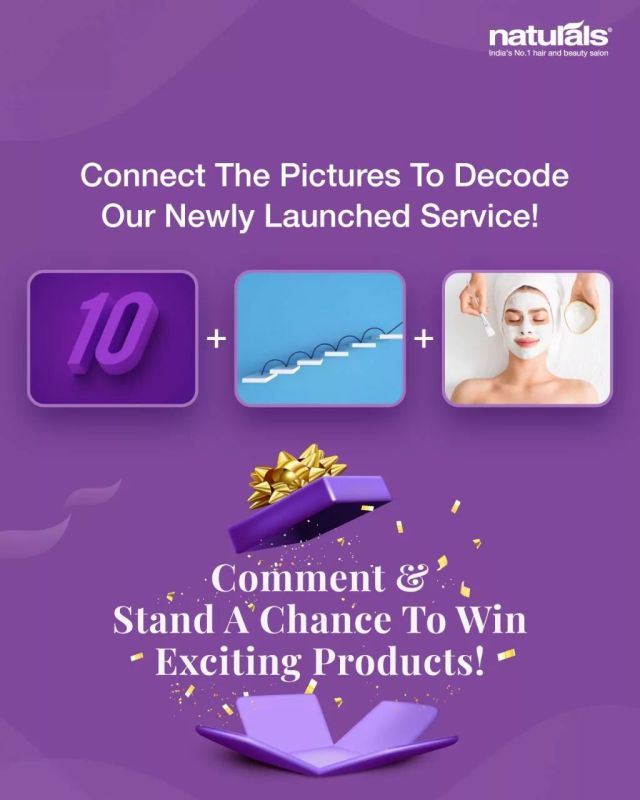 naturals®
India's No.1 hair and beauty salon
Connect The Pictures To Decode
Our Newly Launched Service!
10 + +
Comment &
Stand A Chance To Win
Exciting Products!